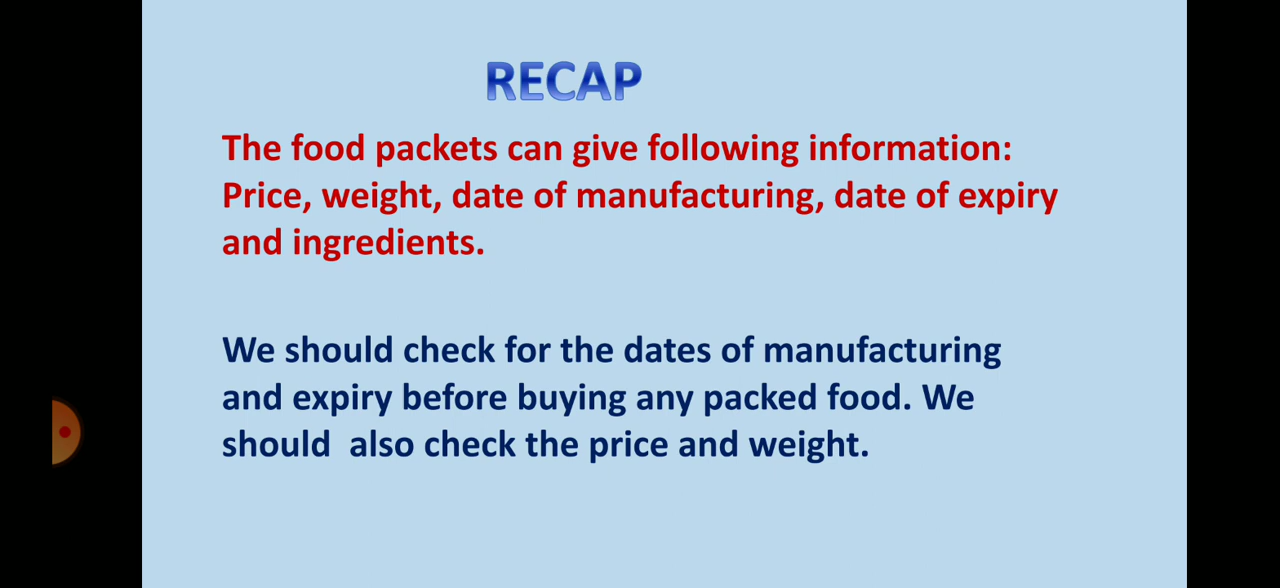 RECAP
The food packets can give following information:
Price, weight, date of manufacturing, date of expiry
and ingredients.
We should check for the dates of manufacturing
and expiry before buying any packed food. We
should  also check the price and weight.